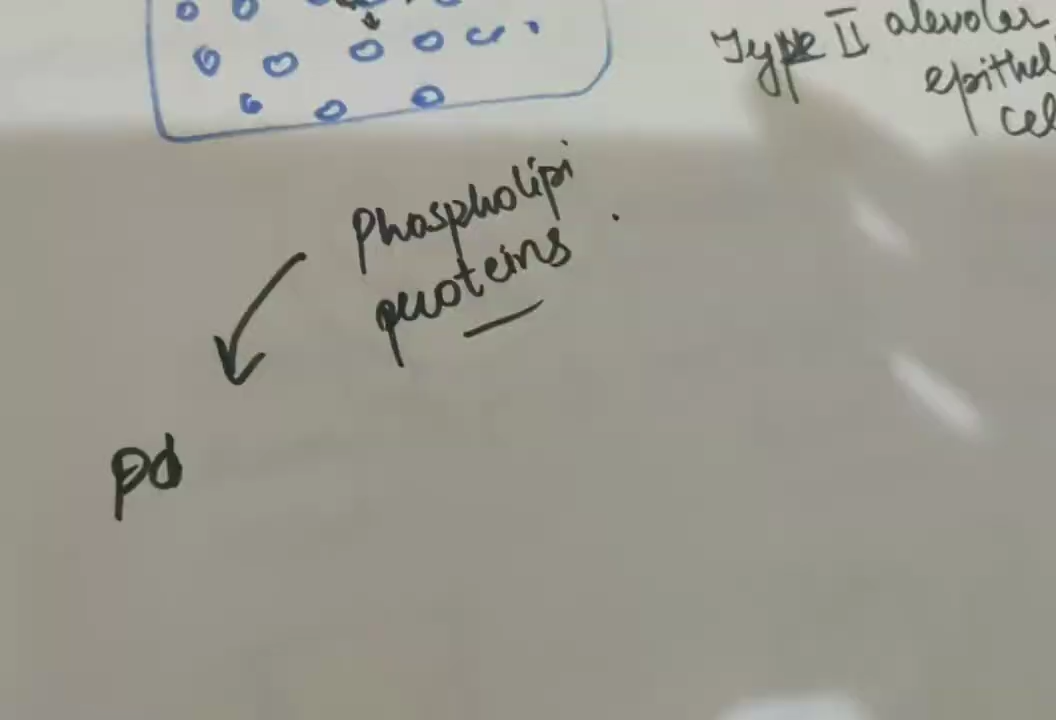 Type II alevolar
epithel
cel
Phospholipi
proteins
pd